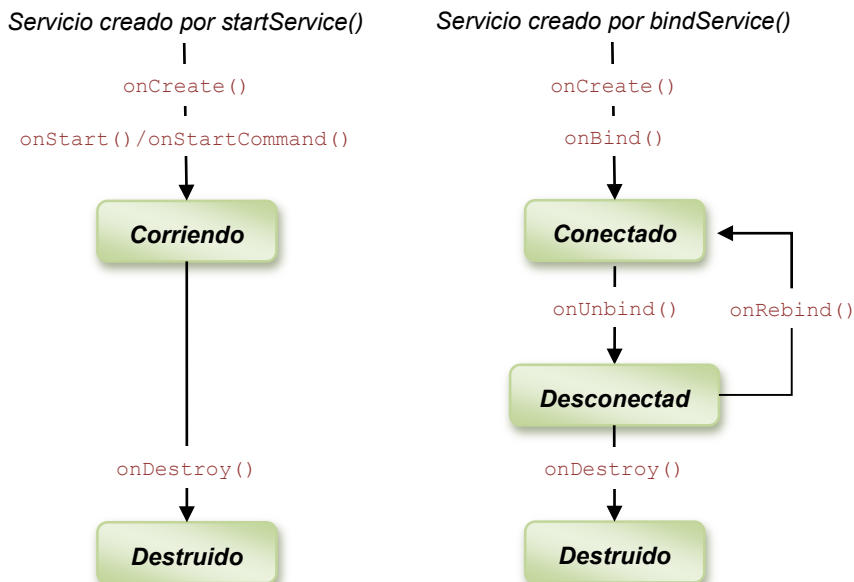 Servicio creado por startService()
onCreate()
onStart()/onStartCommand()
Corriendo
onDestroy()
Destruido
Servicio creado por bindService()
onCreate()
onBind()
Conectado
onUnbind()
onRebind()
Desconectad
onDestroy()
Destruido